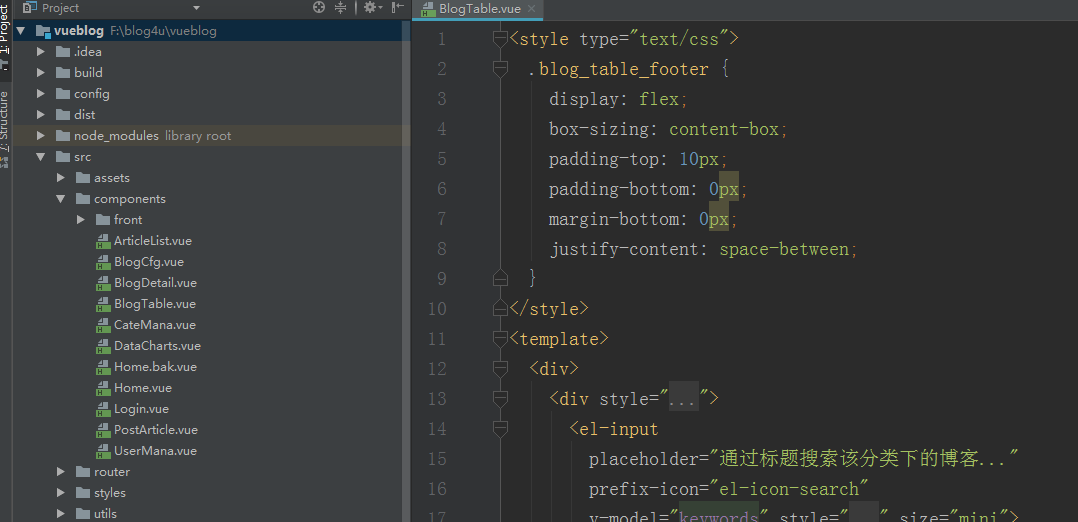 Project
BlogTable.vue
1: Project
7: Structure
vueblog F:\blog4u\vueblog
.idea
build
config
dist
node_modules library root
src
assets
components
front
ArticleList.vue
BlogCfg.vue
BlogDetail.vue
BlogTable.vue
CateMana.vue
DataCharts.vue
Home.bak.vue
Home.vue
Login.vue
PostArticle.vue
UserMana.vue
router
styles
utils
1 <style type="text/css">
2 .blog_table_footer {
3 display: flex;
4 box-sizing: content-box;
5 padding-top: 10px;
6 padding-bottom: 0px;
7 margin-bottom: 0px;
8 justify-content: space-between;
9 }
10 </style>
11 <template>
12 <div>
13 <div style="...">
14 <el-input
15 placeholder="通过标题搜索该分类下的博客..."
16 prefix-icon="el-icon-search"
17 v-model="keywords" style="..." size="mini">